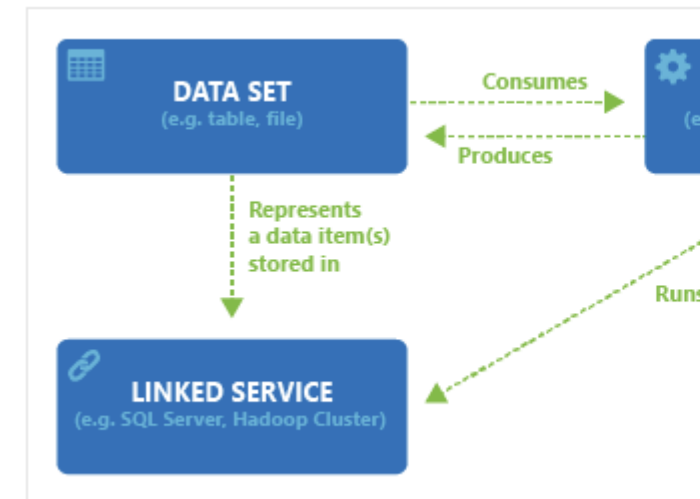 DATA SET
(e.g. table, file)
Consumes
Produces
(e
Represents
a data item(s)
stored in
Runs
LINKED SERVICE
(e.g. SQL Server, Hadoop Cluster)